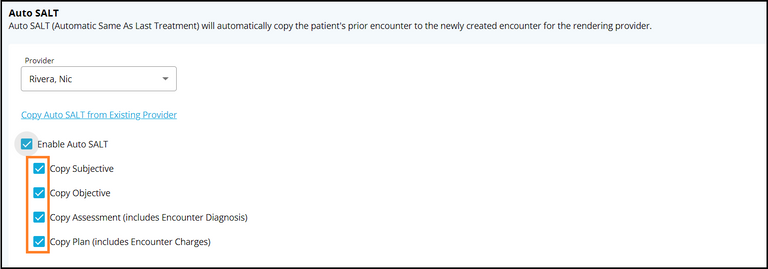 Auto SALT
Auto SALT (Automatic Same As Last Treatment) will automatically copy the patient's prior encounter to the newly created encounter for the rendering provider.
Provider
Rivera, Nic
Copy Auto SALT from Existing Provider
Enable Auto SALT
Copy Subjective
Copy Objective
Copy Assessment (includes Encounter Diagnosis)
Copy Plan (includes Encounter Charges)